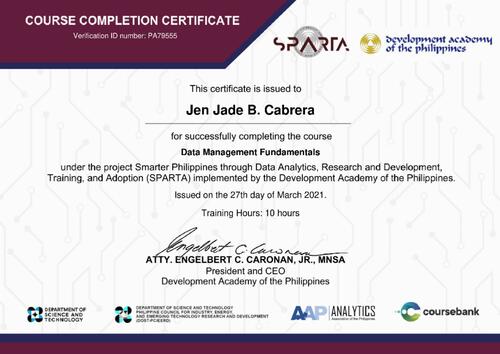 COURSE COMPLETION CERTIFICATE
Verification ID number: PA79555
SPARTA
development academy
of the philippines
This certificate is issued to
Jen Jade B. Cabrera
for successfully completing the course
Data Management Fundamentals
under the project Smarter Philippines through Data Analytics, Research and Development,
Training, and Adoption (SPARTA) implemented by the Development Academy of the Philippines.
Issued on the 27th day of March 2021.
Training Hours: 10 hours
Engelbert C. Caronan
ATTY. ENGELBERT C. CARONAN, JR., MNSA
President and CEO
Development Academy of the Philippines
DEPARTMENT OF
SCIENCE AND
TECHNOLOGY
DEPARTMENT OF SCIENCE AND TECHNOLOGY
PHILIPPINE COUNCIL FOR INDUSTRY, ENERGY,
AND EMERGING TECHNOLOGY RESEARCH AND DEVELOPMENT
(DOST-PCIEERD)
AAP ANALYTICS
Association of the Philippines
coursebank